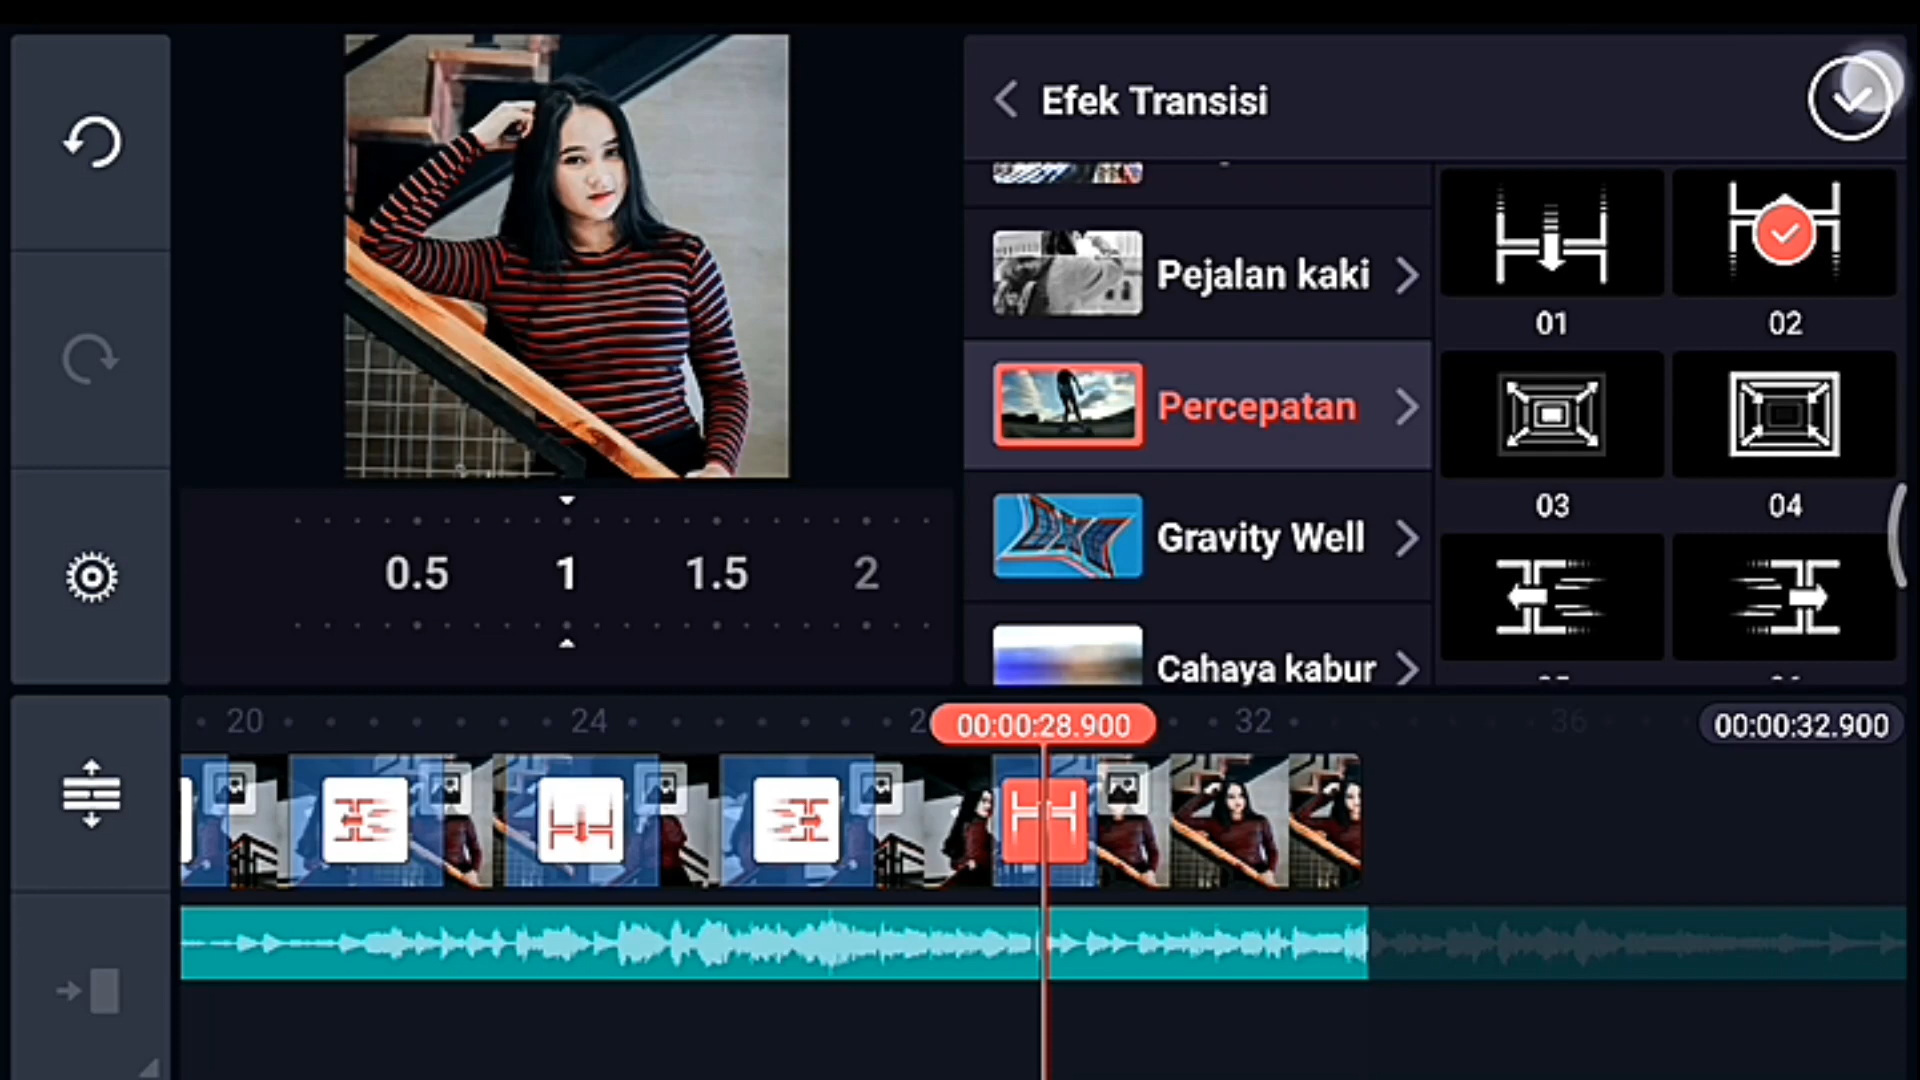 Efek Transisi
Pejalan kaki
Percepatan
Gravity Well
Cahaya kabur
01
02
03
04
0.5
1
1.5
2
20
24
00:00:28.900
32
36
00:00:32.900